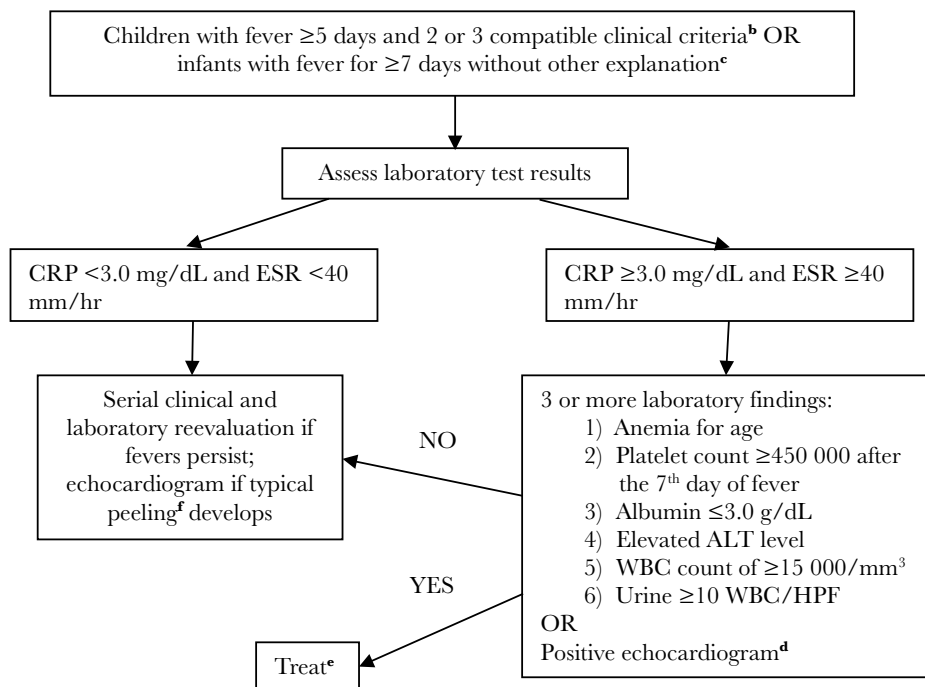 Children with fever ≥5 days and 2 or 3 compatible clinical criteriaᵇ OR
infants with fever for ≥7 days without other explanationᶜ
Assess laboratory test results
CRP <3.0 mg/dL and ESR <40
mm/hr
CRP ≥3.0 mg/dL and ESR ≥40
mm/hr
Serial clinical and
laboratory reevaluation if
fevers persist;
echocardiogram if typical
peelingᶠ develops
NO
YES
3 or more laboratory findings:
1) Anemia for age
2) Platelet count ≥450 000 after
the 7ᵗʰ day of fever
3) Albumin ≤3.0 g/dL
4) Elevated ALT level
5) WBC count of ≥15 000/mm³
6) Urine ≥10 WBC/HPF
OR
Positive echocardiogramᵈ
Treatᵉ